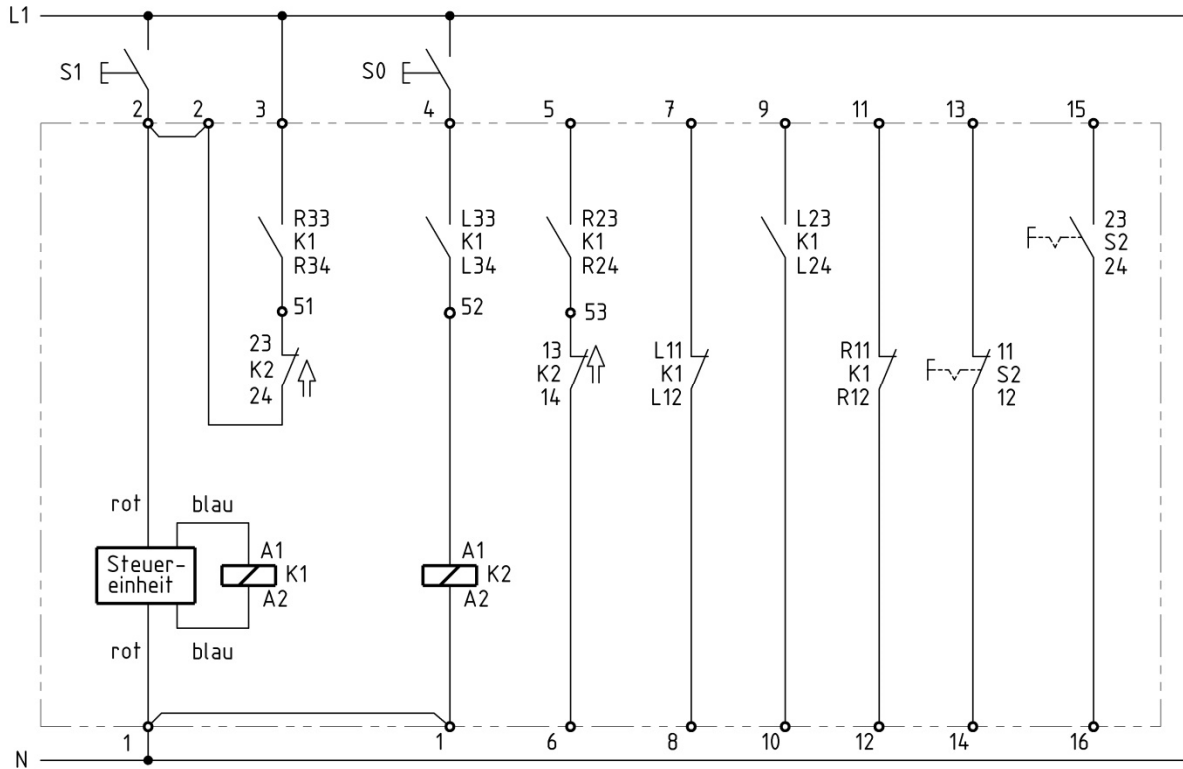 L1
S1
S0
2
2
3
4
5
7
9
11
13
15
R33
K1
R34
L33
K1
L34
R23
K1
R24
L23
K1
L24
23
S2
24
51
52
53
23
K2
24
13
K2
14
L11
K1
L12
R11
K1
R12
11
S2
12
rot
blau
Steuer-
einheit
A1
K1
A2
A1
K2
A2
rot
blau
1
1
6
8
10
12
14
16
N